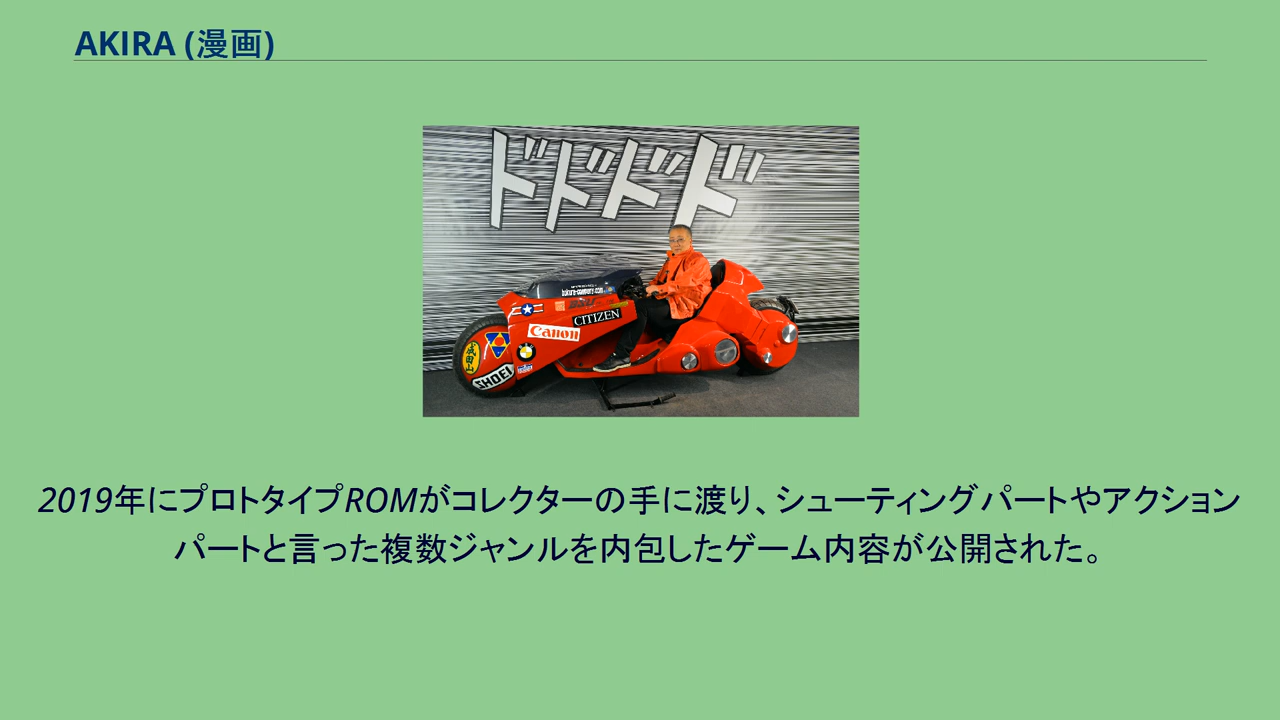 AKIRA (漫画)
ドドドド
CITIZEN
Canon
成田山
SHOEI
2019年にプロトタイプROMがコレクターの手に渡り、シューティングパートやアクション
パートと言った複数ジャンルを内包したゲーム内容が公開された。